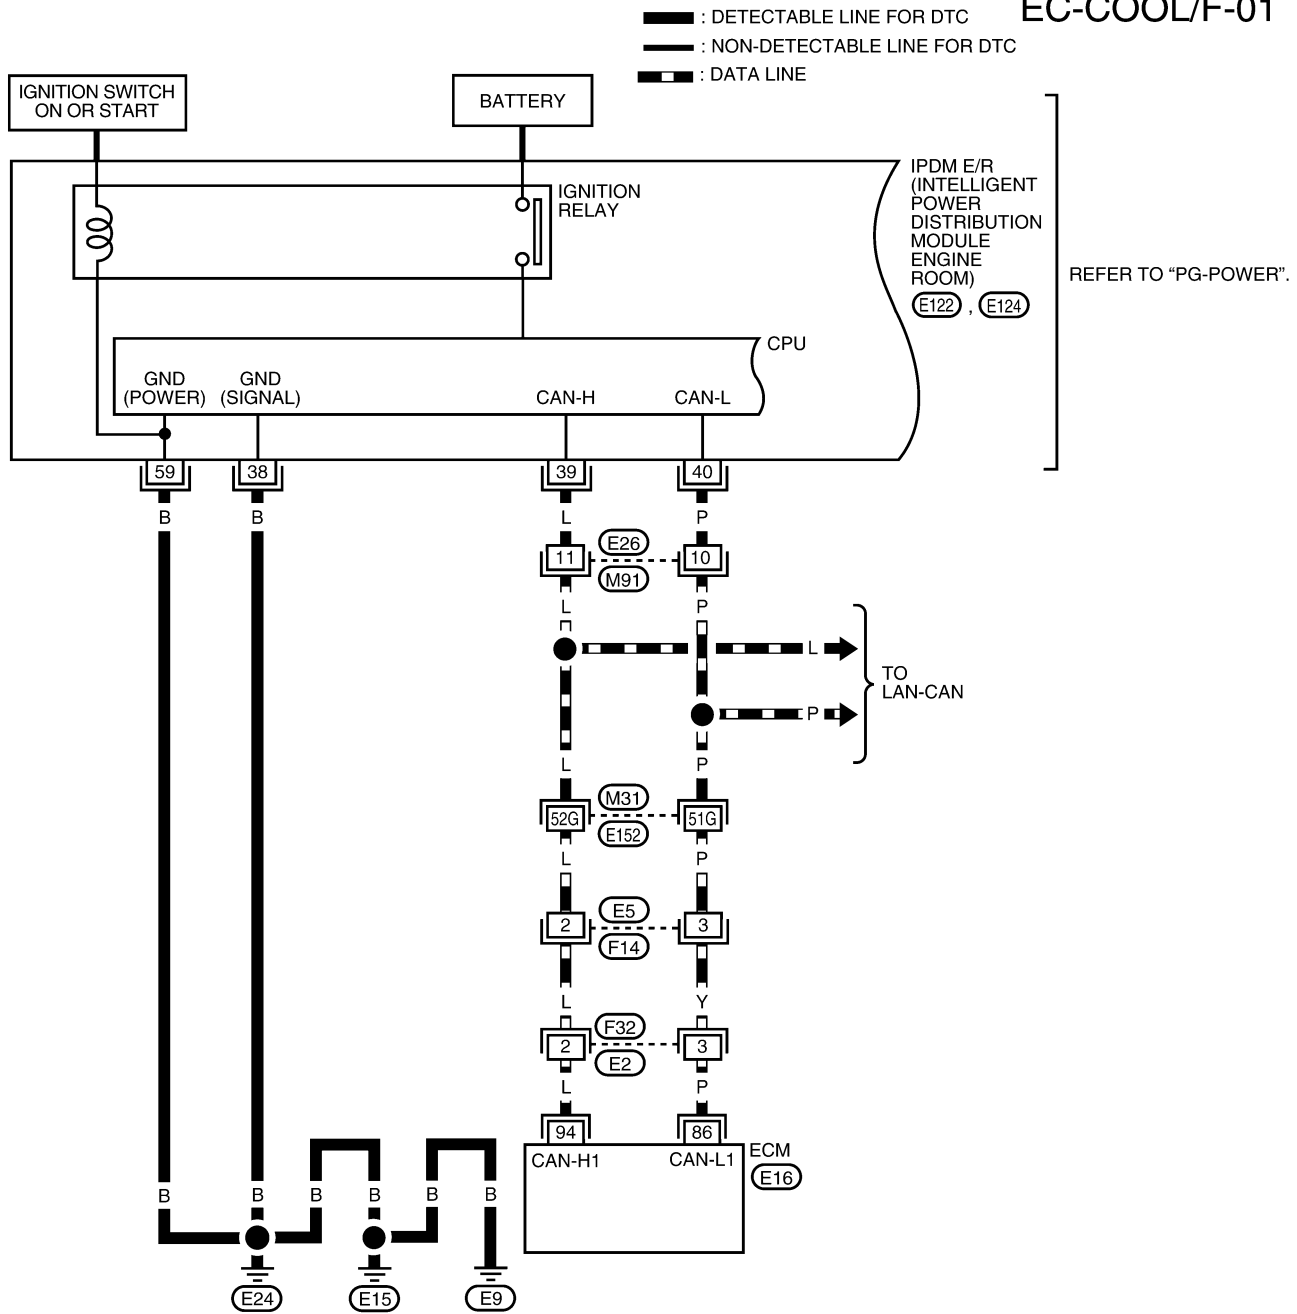 EC-COOL/F-01
: DETECTABLE LINE FOR DTC
: NON-DETECTABLE LINE FOR DTC
: DATA LINE
IGNITION SWITCH
ON OR START
BATTERY
IGNITION
RELAY
IPDM E/R
(INTELLIGENT
POWER
DISTRIBUTION
MODULE
ENGINE
ROOM)
E122 , E124
REFER TO “PG-POWER”.
CPU
GND
(POWER)
GND
(SIGNAL)
CAN-H
CAN-L
59
38
39
40
B
B
L
P
11
E26
M91
10
L
P
L
P
TO
LAN-CAN
L
P
52G
M31
E152
51G
L
P
2
E5
F14
3
L
Y
2
F32
E2
3
L
P
94
86
CAN-H1
CAN-L1
ECM
E16
B
B
B
B
B
B
E24
E15
E9